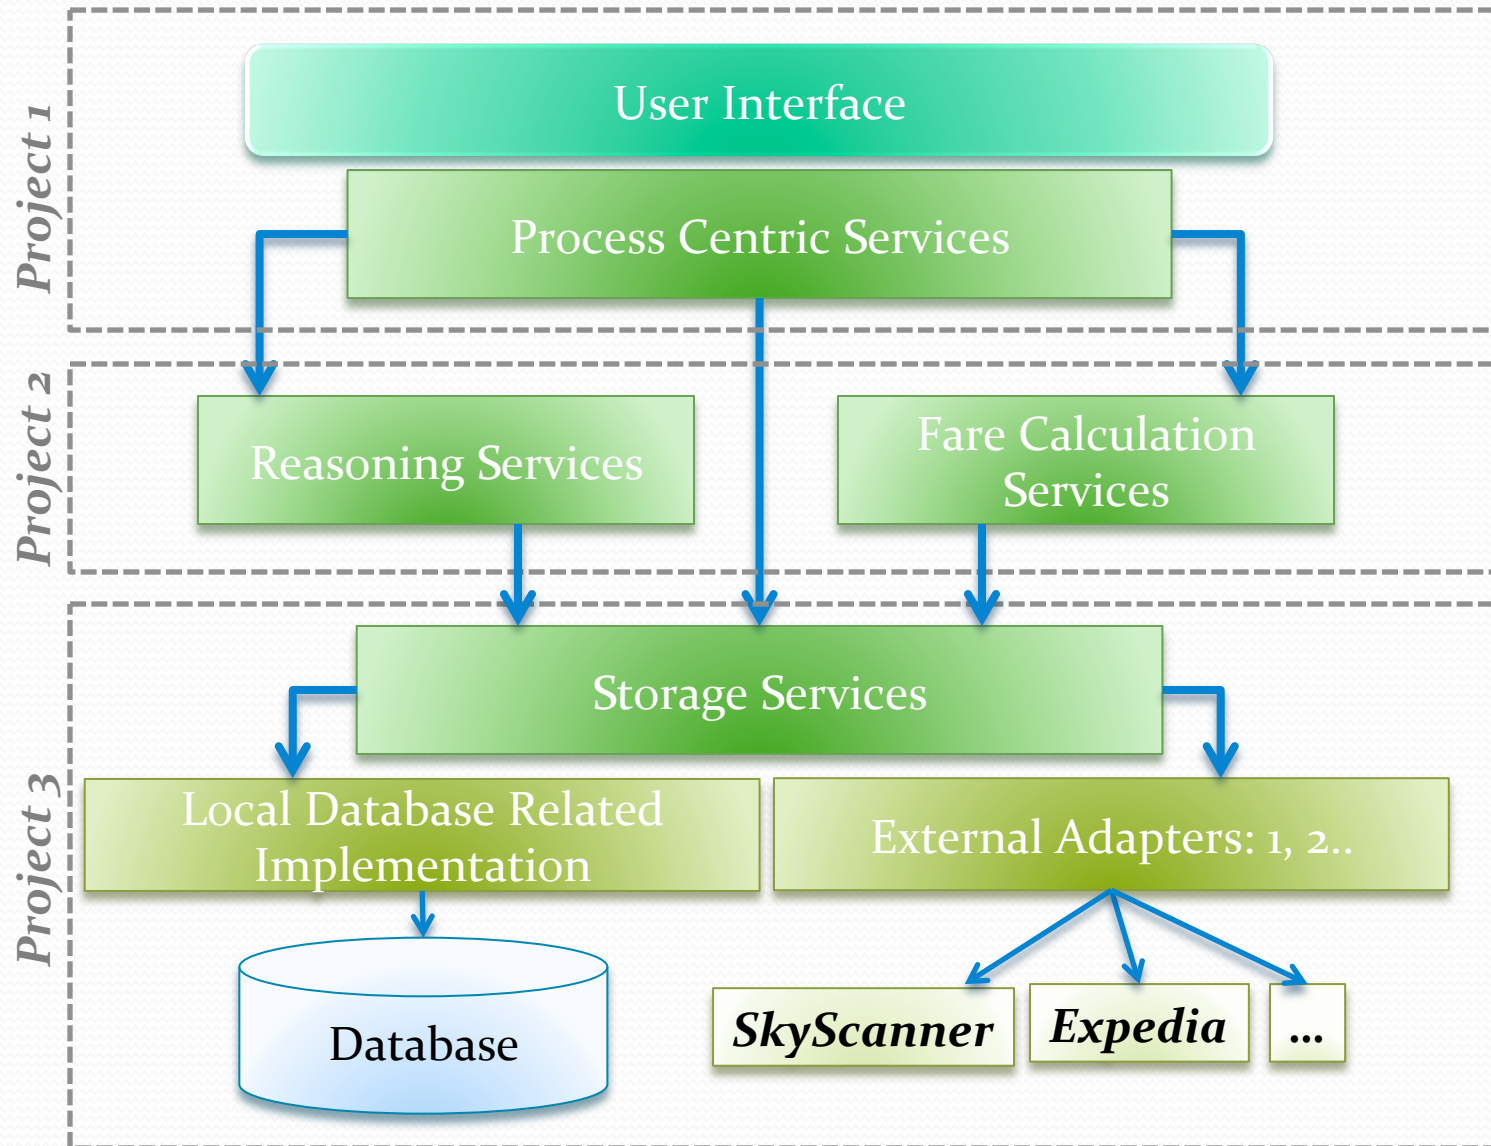 Project 1
User Interface
Process Centric Services
Project 2
Reasoning Services
Fare Calculation
Services
Project 3
Storage Services
Local Database Related
Implementation
External Adapters: 1, 2..
Database
SkyScanner
Expedia
...